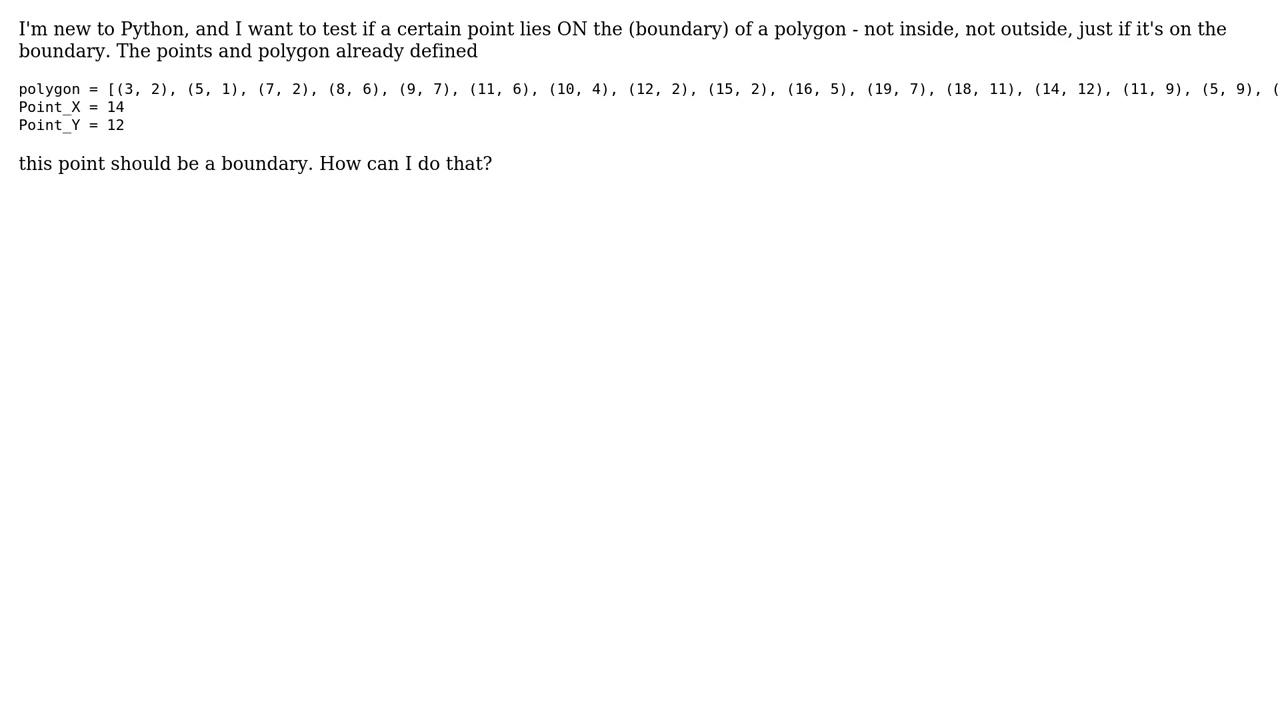 I'm new to Python, and I want to test if a certain point lies ON the (boundary) of a polygon - not inside, not outside, just if it's on the
boundary. The points and polygon already defined
polygon = [(3, 2), (5, 1), (7, 2), (8, 6), (9, 7), (11, 6), (10, 4), (12, 2), (15, 2), (16, 5), (19, 7), (18, 11), (14, 12), (11, 9), (5, 9), (
Point_X = 14
Point_Y = 12
this point should be a boundary. How can I do that?